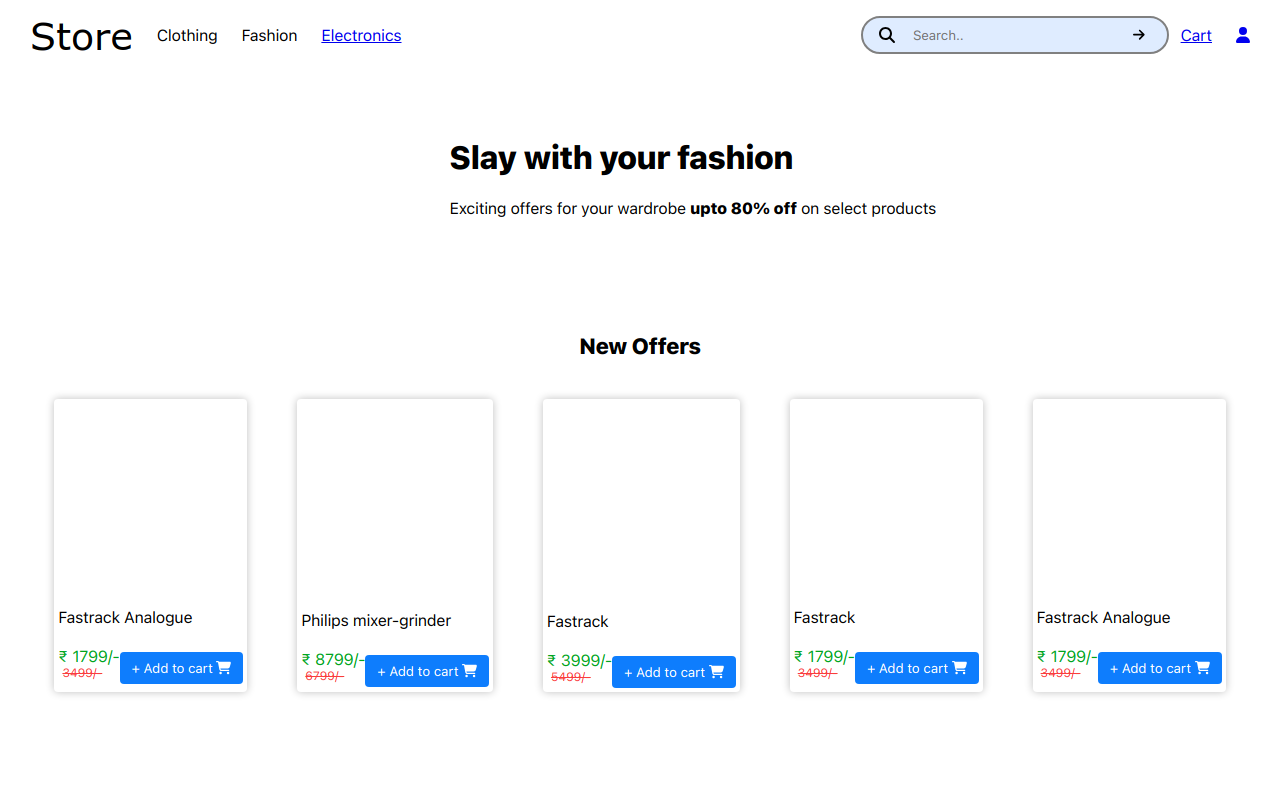 Store Clothing Fashion Electronics Search.. Cart
Slay with your fashion
Exciting offers for your wardrobe upto 80% off on select products
New Offers
Fastrack Analogue
₹ 1799/-
3499/-
+ Add to cart
Philips mixer-grinder
₹ 8799/-
6799/-
+ Add to cart
Fastrack
₹ 3999/-
5499/-
+ Add to cart
Fastrack
₹ 1799/-
3499/-
+ Add to cart
Fastrack Analogue
₹ 1799/-
3499/-
+ Add to cart